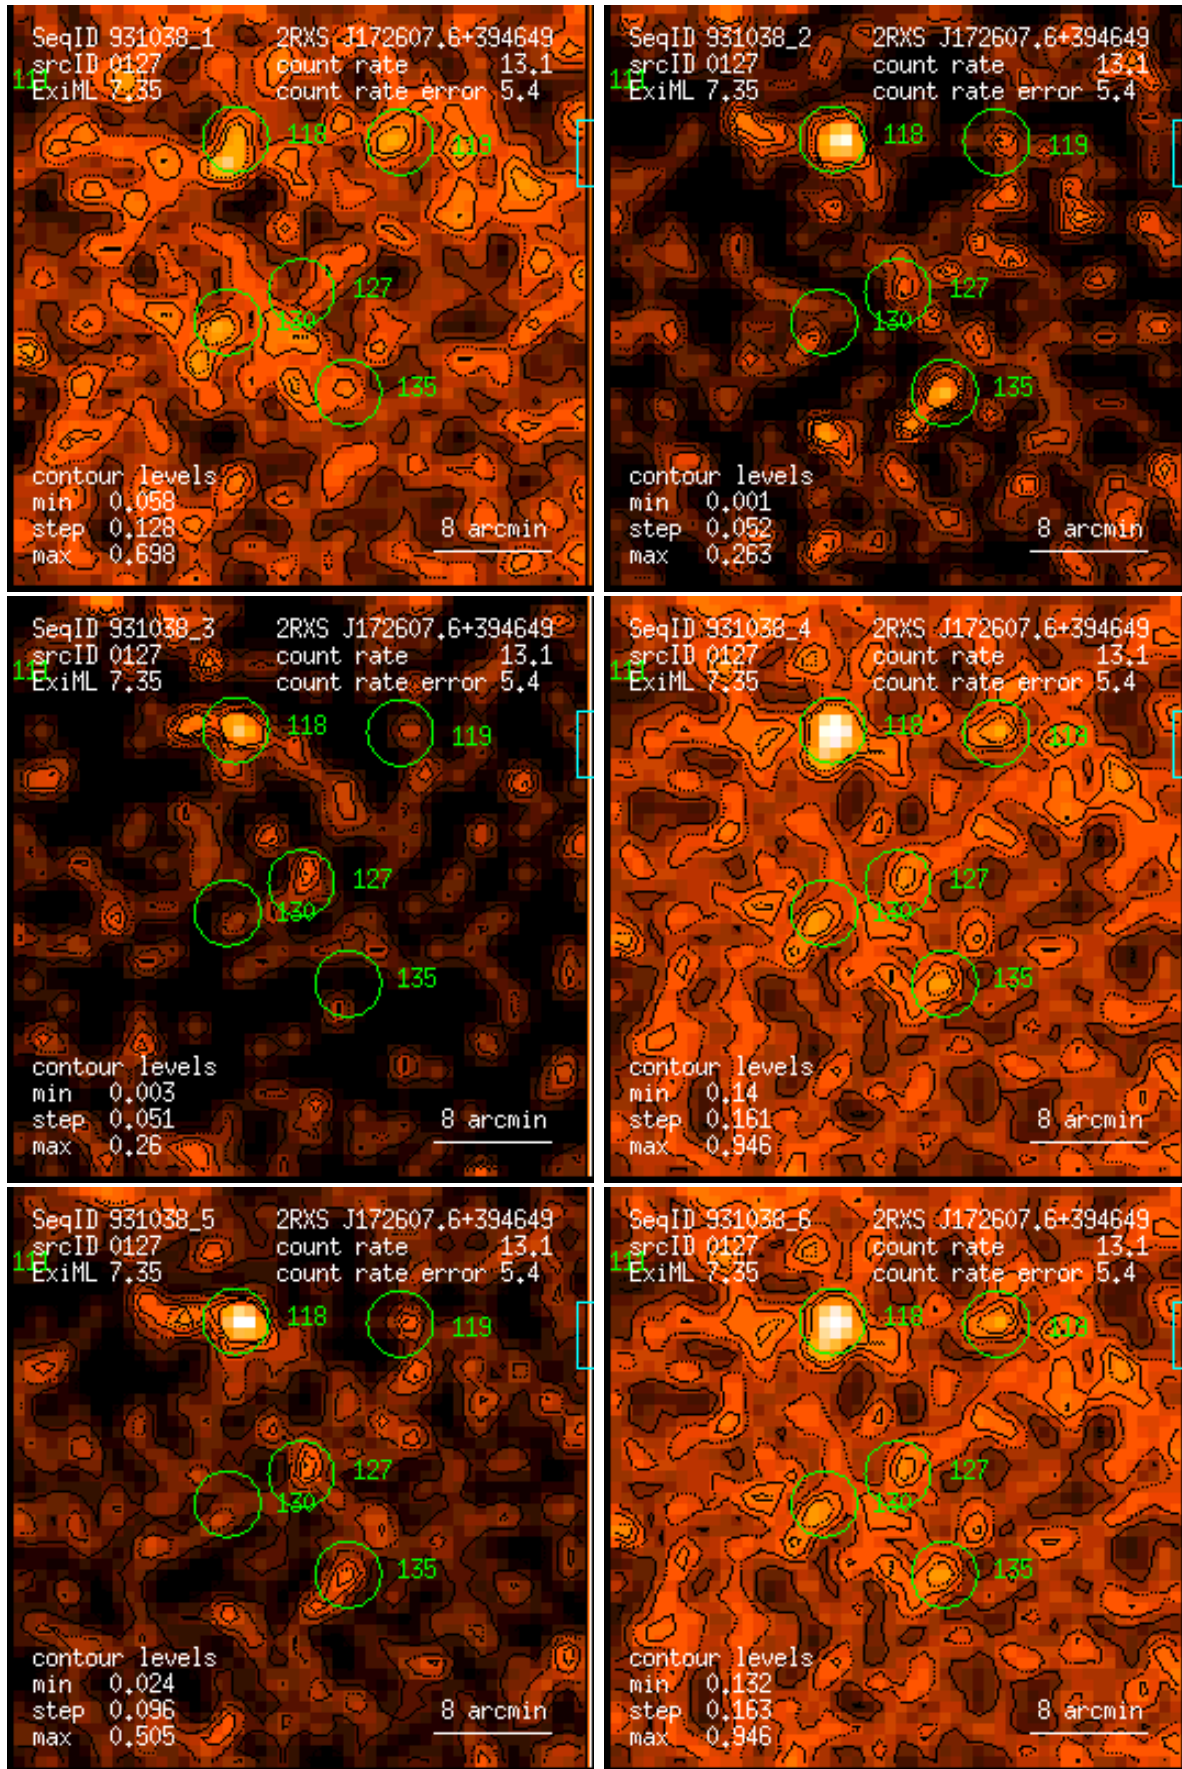 SeqID 931038_1 2RXS J172607.6+394649
srcID 0127 count rate 13.1
111
ExiML 7.35 count rate error 5.4
118
119
127
130
135
contour levels
min 0.058
step 0.128 8 arcmin
max 0.698
SeqID 931038_2 2RXS J172607.6+394649
srcID 0127 count rate 13.1
111
ExiML 7.35 count rate error 5.4
118
119
127
130
135
contour levels
min 0.001
step 0.052 8 arcmin
max 0.263
SeqID 931038_3 2RXS J172607.6+394649
srcID 0127 count rate 13.1
111
ExiML 7.35 count rate error 5.4
118
119
127
130
135
contour levels
min 0.003
step 0.051 8 arcmin
max 0.26
SeqID 931038_4 2RXS J172607.6+394649
srcID 0127 count rate 13.1
111
ExiML 7.35 count rate error 5.4
118
119
127
130
135
contour levels
min 0.14
step 0.161 8 arcmin
max 0.946
SeqID 931038_5 2RXS J172607.6+394649
srcID 0127 count rate 13.1
111
ExiML 7.35 count rate error 5.4
118
119
127
130
135
contour levels
min 0.024
step 0.096 8 arcmin
max 0.505
SeqID 931038_6 2RXS J172607.6+394649
srcID 0127 count rate 13.1
111
ExiML 7.35 count rate error 5.4
118
119
127
130
135
contour levels
min 0.132
step 0.163 8 arcmin
max 0.946